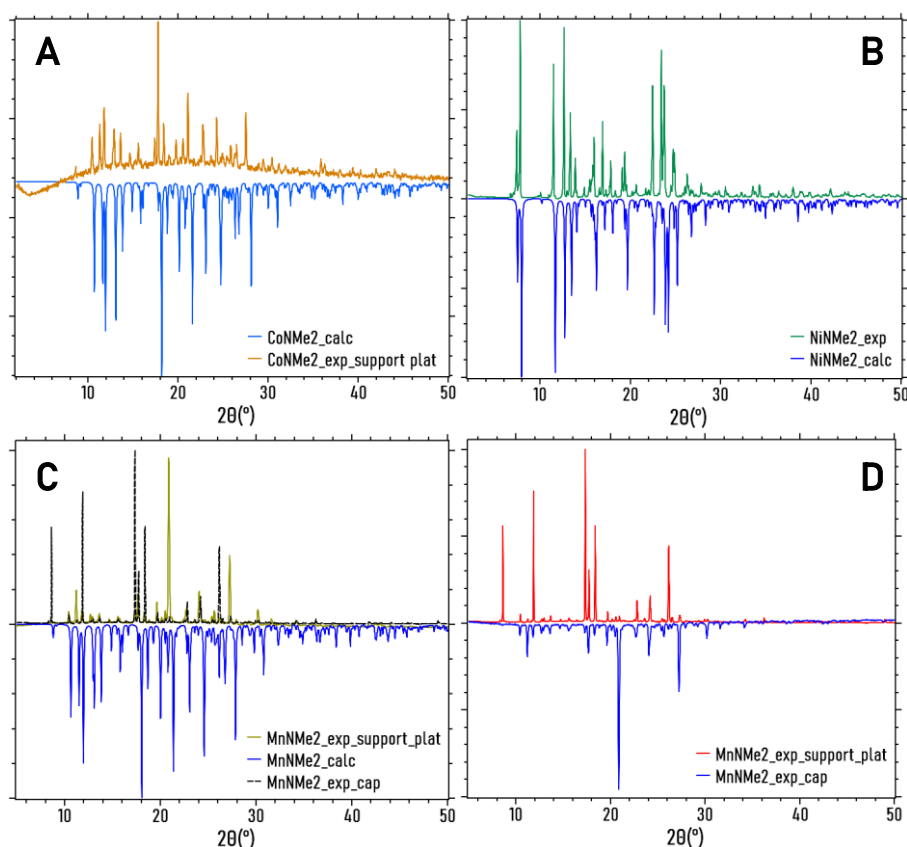 A
CoNMe2_calc
CoNMe2_exp_support plat
10 20 30 40 50
2θ(°)
B
NiNMe2_exp
NiNMe2_calc
10 20 30 40 50
2θ(°)
C
MnNMe2_exp_support_plat
MnNMe2_calc
MnNMe2_exp_cap
10 20 30 40 50
2θ(°)
D
MnNMe2_exp_support_plat
MnNMe2_exp_cap
10 20 30 40 50
2θ(°)